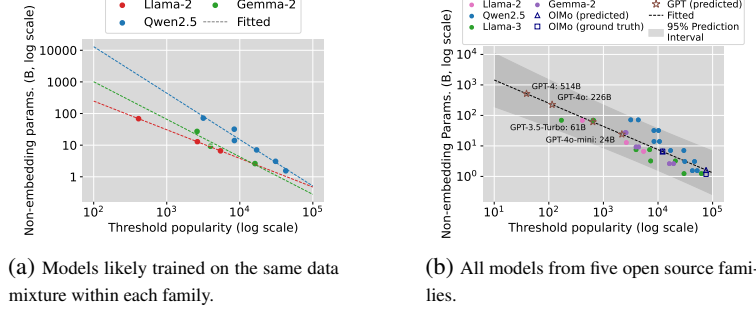 Llama-2
Gemma-2
Qwen2.5
Fitted
Non-embedding params. (B, log scale)
10000
1000
100
10
1
10²
10³
10⁴
10⁵
Threshold popularity (log scale)
(a) Models likely trained on the same data
mixture within each family.
Llama-2
Gemma-2
GPT (predicted)
Qwen2.5
OlMo (predicted)
Fitted
Llama-3
OlMo (ground truth)
95% Prediction
Interval
Non-embedding Params. (B, log scale)
10⁴
10³
10²
10¹
10⁰
GPT-4: 514B
GPT-4o: 226B
GPT-3.5-Turbo: 61B
GPT-4o-mini: 24B
10¹
10²
10³
10⁴
10⁵
Threshold popularity (log scale)
(b) All models from five open source fami-
lies.